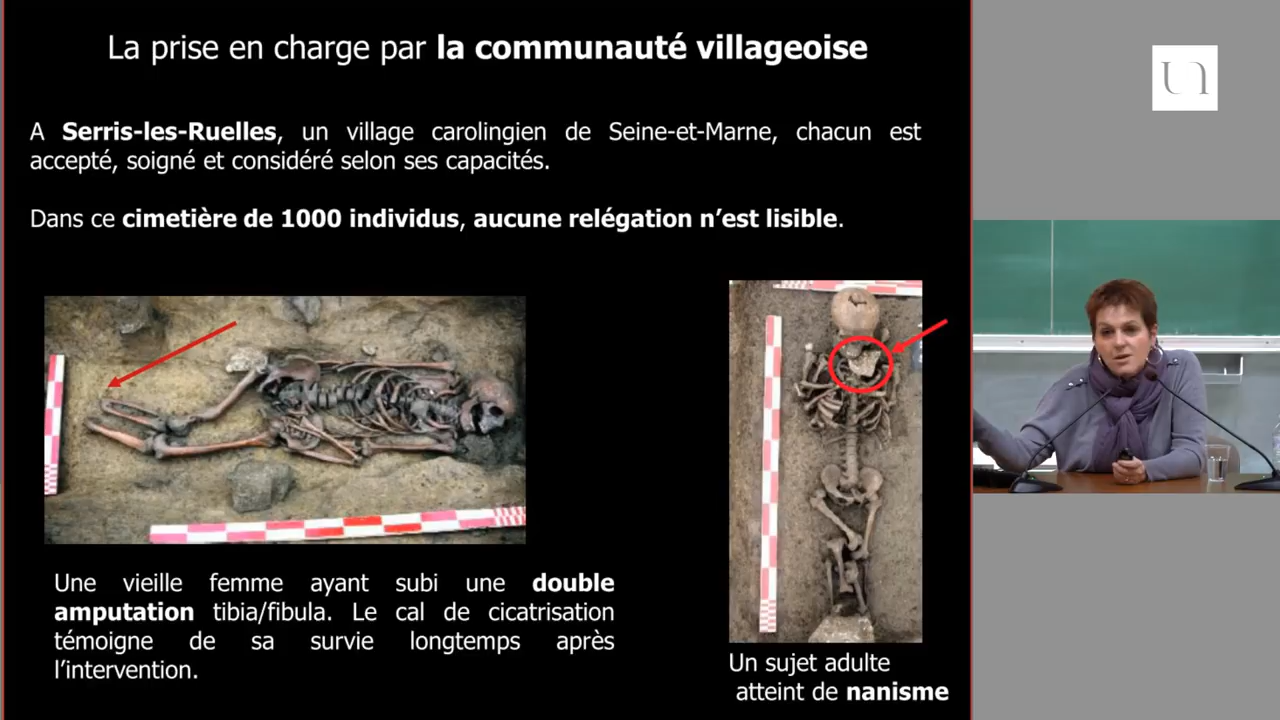 La prise en charge par la communauté villageoise
A Serris-les-Ruelles, un village carolingien de Seine-et-Marne, chacun est
accepté, soigné et considéré selon ses capacités.
Dans ce cimetière de 1000 individus, aucune relégation n’est lisible.
Une vieille femme ayant subi une double
amputation tibia/fibula. Le cal de cicatrisation
témoigne de sa survie longtemps après
l’intervention.
Un sujet adulte
atteint de nanisme